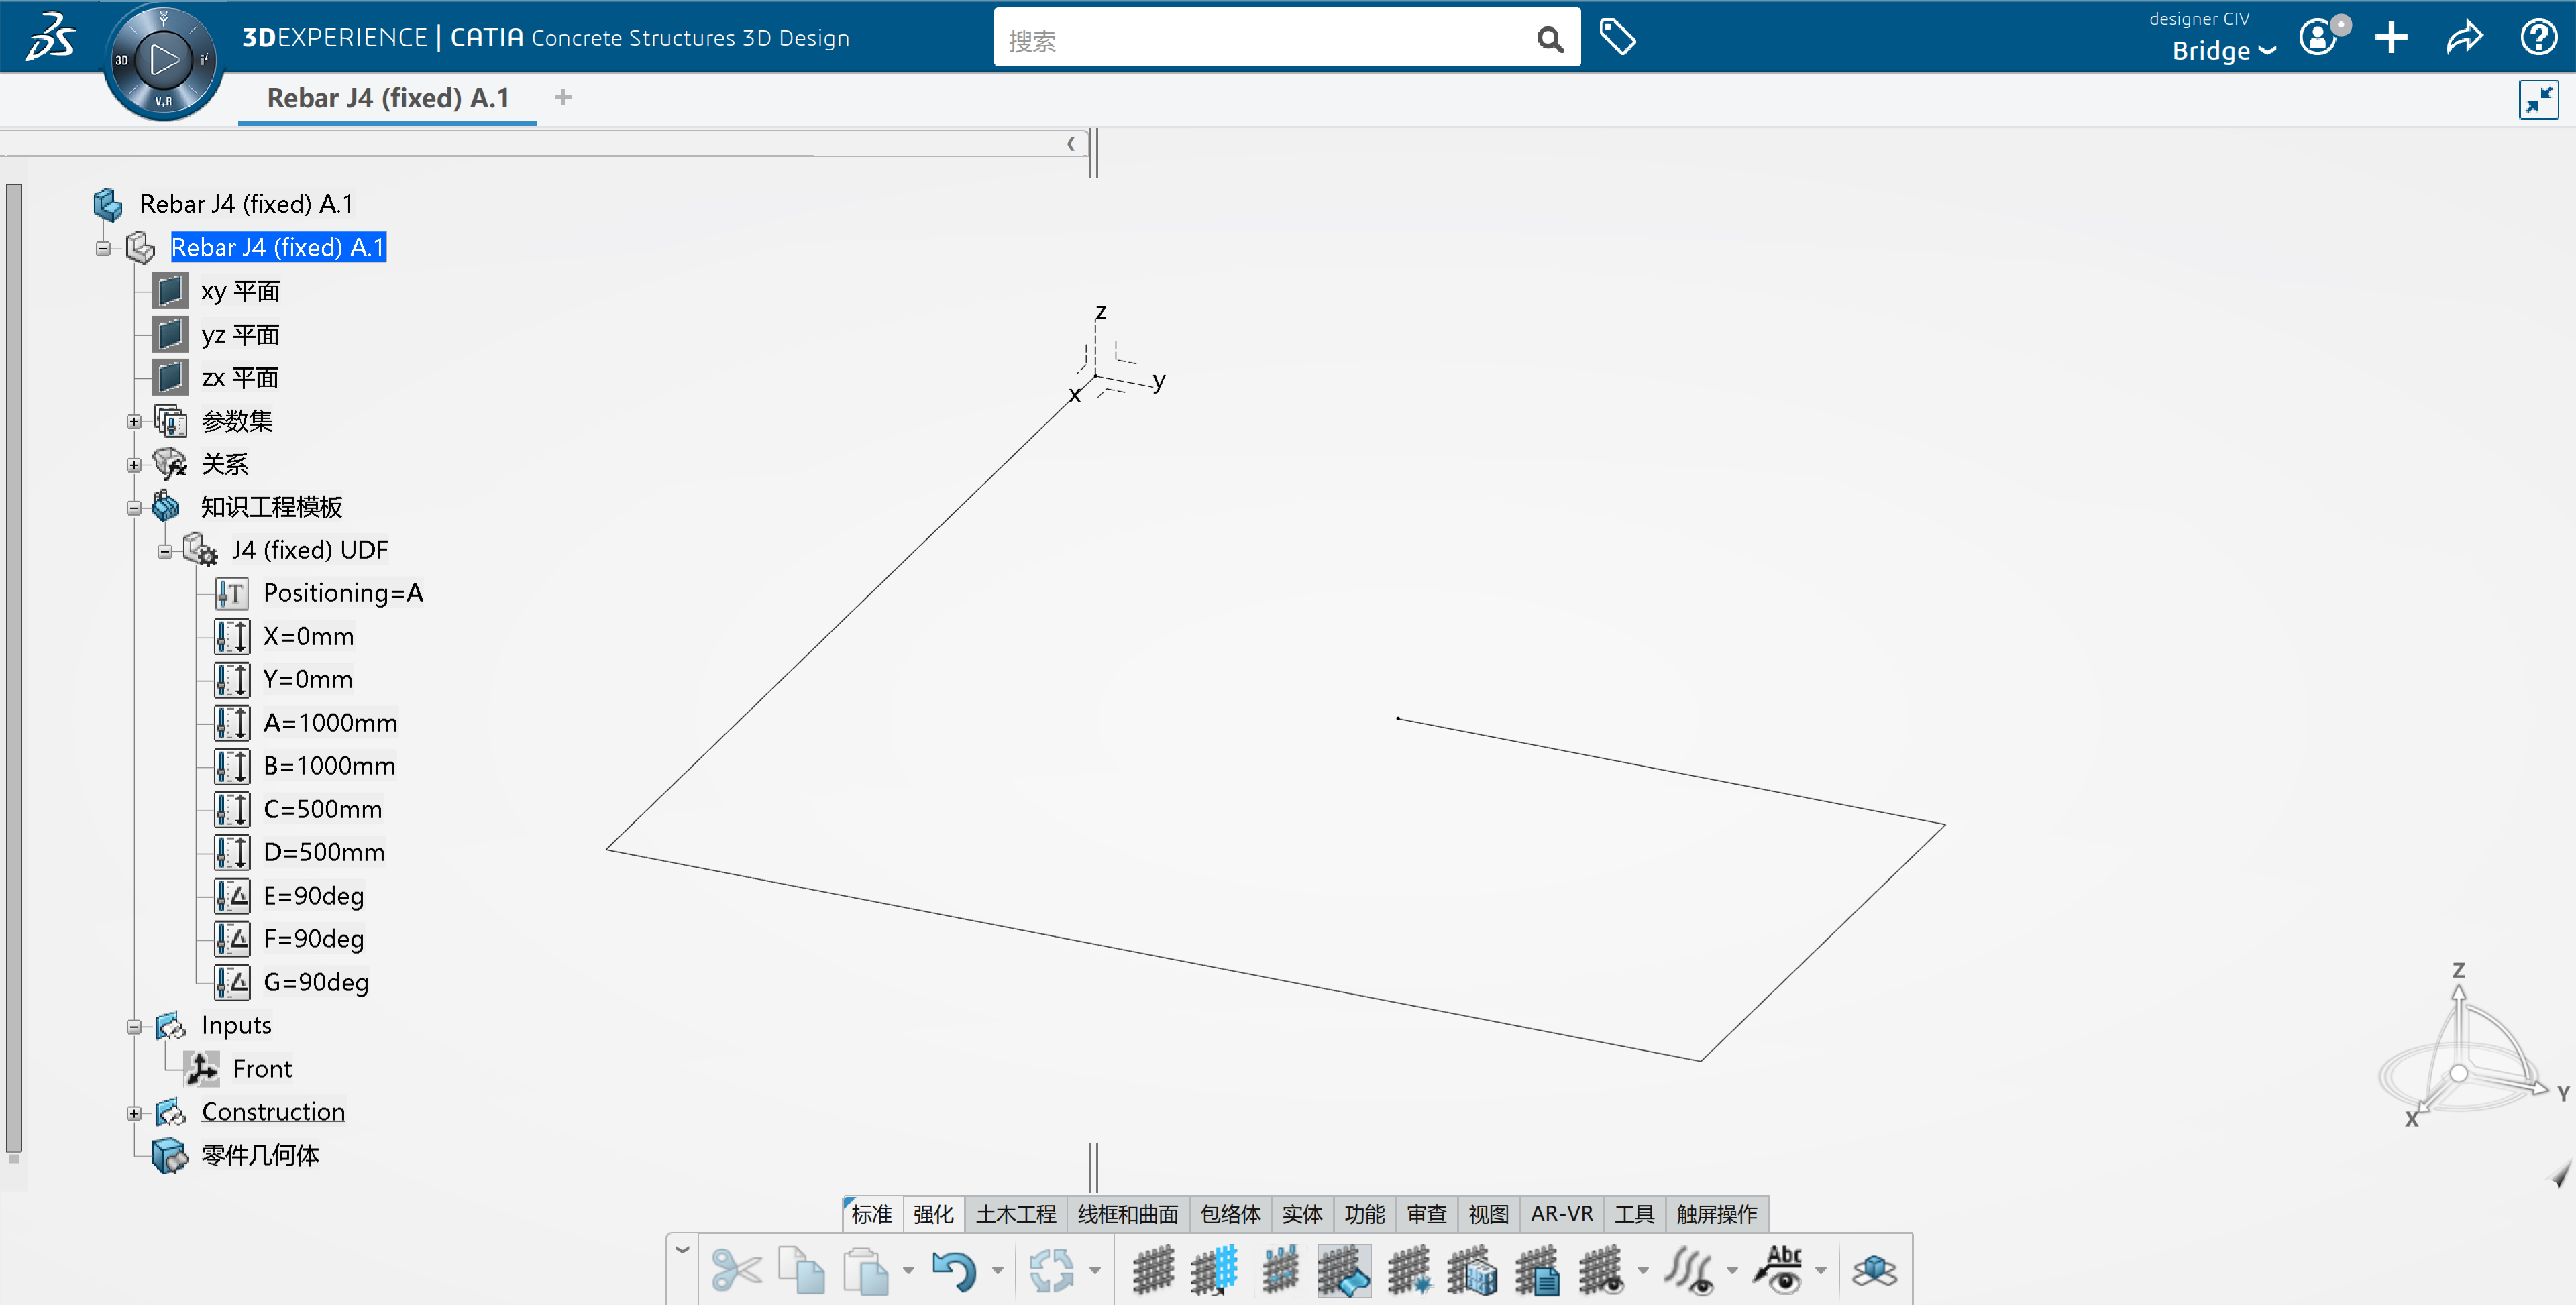 3DEXPERIENCE | CATIA Concrete Structures 3D Design
搜索
designer CIV
Bridge
3D
V,R
i²
Rebar J4 (fixed) A.1
Rebar J4 (fixed) A.1
Rebar J4 (fixed) A.1
xy 平面
yz 平面
zx 平面
参数集
关系
知识工程模板
J4 (fixed) UDF
Positioning=A
X=0mm
Y=0mm
A=1000mm
B=1000mm
C=500mm
D=500mm
E=90deg
F=90deg
G=90deg
Inputs
Front
Construction
零件几何体
z
y
x
Z
Y
X
标准 强化 土木工程 线框和曲面 包络体 实体 功能 审查 视图 AR-VR 工具 触屏操作
Abc